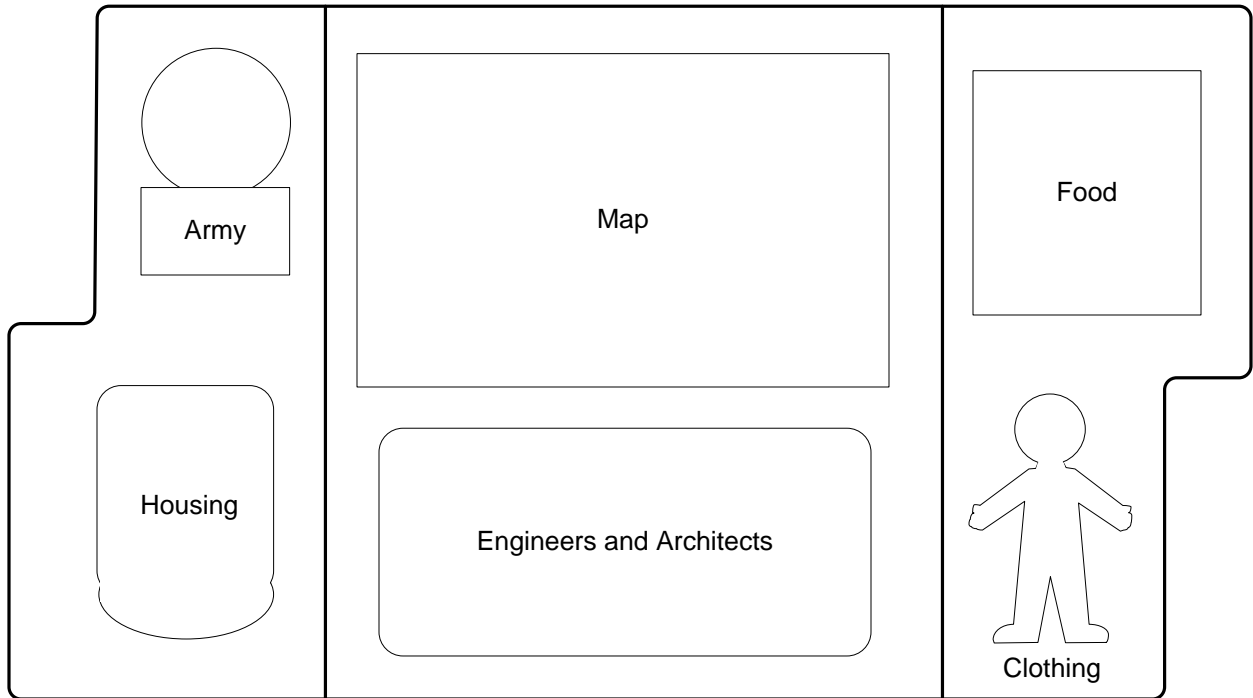 Army
Housing
Map
Engineers and Architects
Food
Clothing